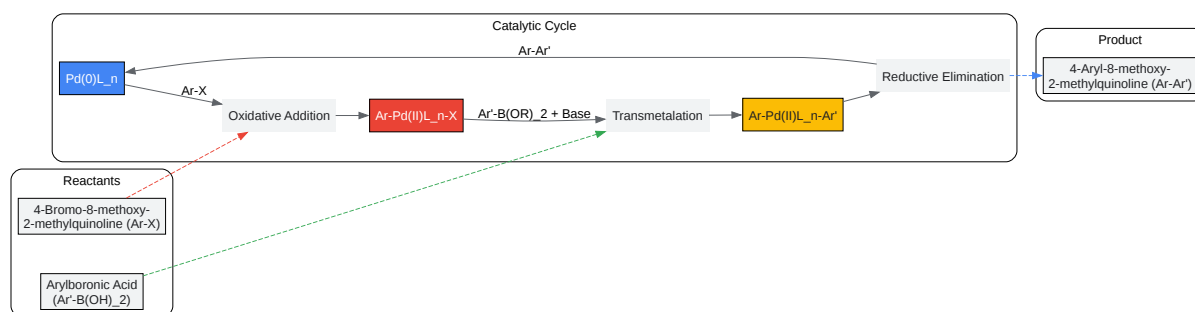 Catalytic Cycle
Product
Ar-Ar'
Pd(0)L_n
Ar-X
Oxidative Addition
Ar-Pd(II)L_n-X
Ar'-B(OR)_2 + Base
Transmetalation
Ar-Pd(II)L_n-Ar'
Reductive Elimination
4-Aryl-8-methoxy-
2-methylquinoline (Ar-Ar')
Reactants
4-Bromo-8-methoxy-
2-methylquinoline (Ar-X)
Arylboronic Acid
(Ar'-B(OH)_2)